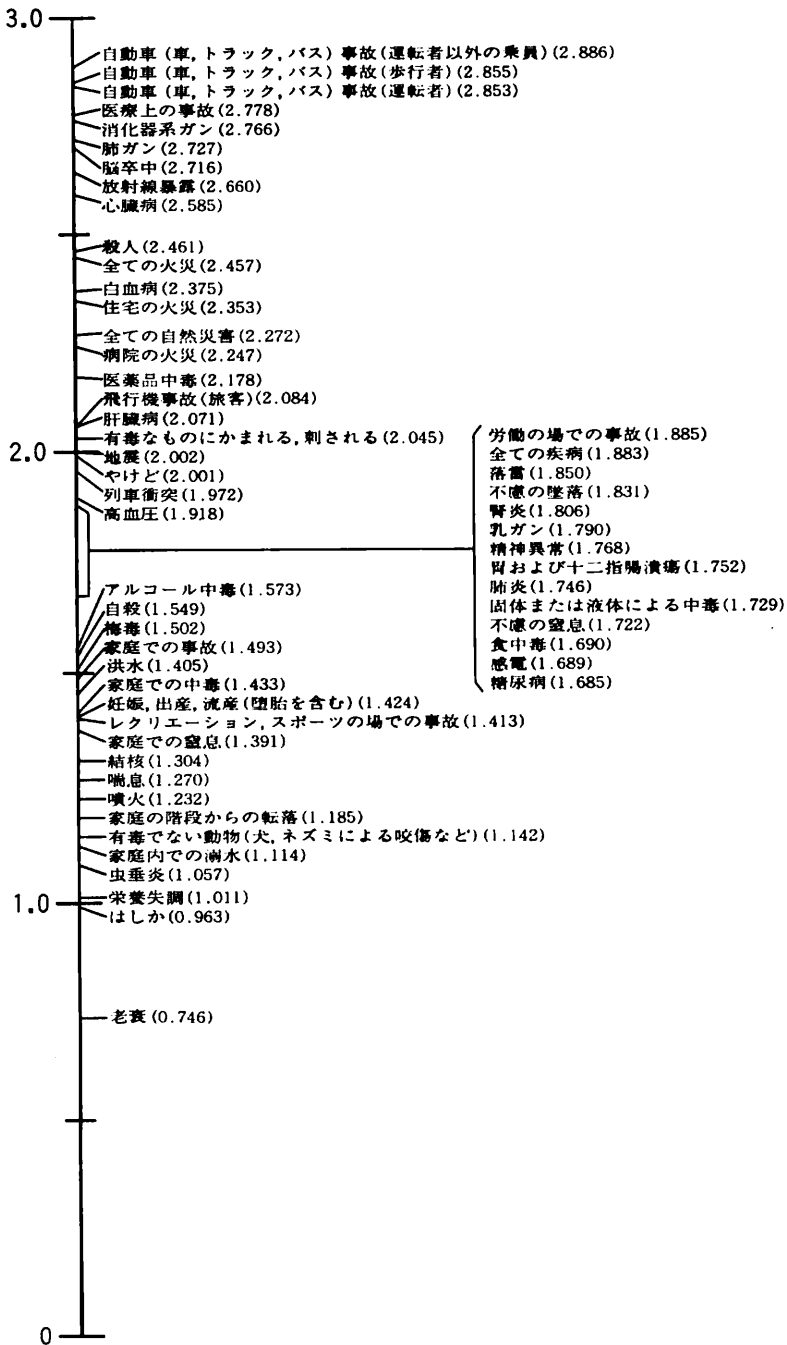 3.0
自動車(車,トラック,バス)事故(運転者以外の乗員)(2.886)
自動車(車,トラック,バス)事故(歩行者)(2.855)
自動車(車,トラック,バス)事故(運転者)(2.853)
医療上の事故(2.778)
消化器系ガン(2.766)
肺ガン(2.727)
脳卒中(2.716)
放射線暴露(2.660)
心臓病(2.585)
殺人(2.461)
全ての火災(2.457)
白血病(2.375)
住宅の火災(2.353)
全ての自然災害(2.272)
病院の火災(2.247)
医薬品中毒(2.178)
飛行機事故(旅客)(2.084)
肝臓病(2.071)
有毒なものにかまれる,刺される(2.045)
2.0
地震(2.002)
やけど(2.001)
列車衝突(1.972)
高血圧(1.918)
労働の場での事故(1.885)
全ての疾病(1.883)
落雷(1.850)
不慮の墜落(1.831)
腎炎(1.806)
乳ガン(1.790)
精神異常(1.768)
胃および十二指腸潰瘍(1.752)
肺炎(1.746)
固体または液体による中毒(1.729)
不慮の窒息(1.722)
食中毒(1.690)
感電(1.689)
糖尿病(1.685)
アルコール中毒(1.573)
自殺(1.549)
梅毒(1.502)
家庭での事故(1.493)
洪水(1.405)
家庭での中毒(1.433)
妊娠,出産,流産(堕胎を含む)(1.424)
レクリエーション,スポーツの場での事故(1.413)
家庭での窒息(1.391)
結核(1.304)
喘息(1.270)
噴火(1.232)
家庭の階段からの転落(1.185)
有毒でない動物(犬,ネズミによる咬傷など)(1.142)
家庭内での溺水(1.114)
虫垂炎(1.057)
栄養失調(1.011)
1.0
はしか(0.963)
老衰(0.746)
0